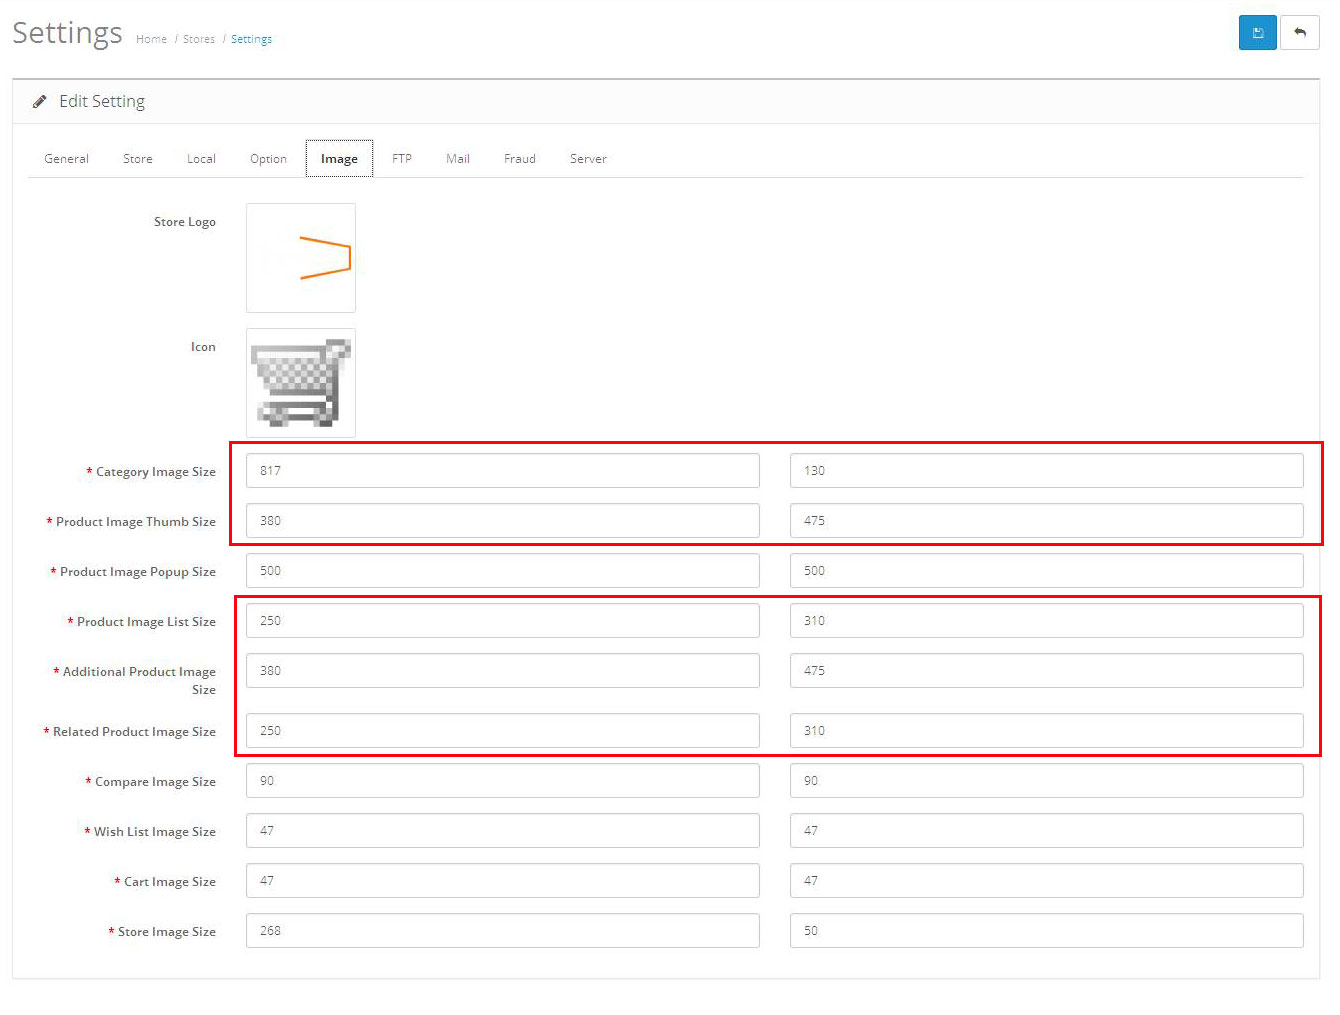 Settings
Home / Stores / Settings
Edit Setting
General Store Local Option Image FTP Mail Fraud Server
Store Logo
Icon
* Category Image Size 817 130
* Product Image Thumb Size 380 475
* Product Image Popup Size 500 500
* Product Image List Size 250 310
* Additional Product Image 380 475
Size
* Related Product Image Size 250 310
* Compare Image Size 90 90
* Wish List Image Size 47 47
* Cart Image Size 47 47
* Store Image Size 268 50